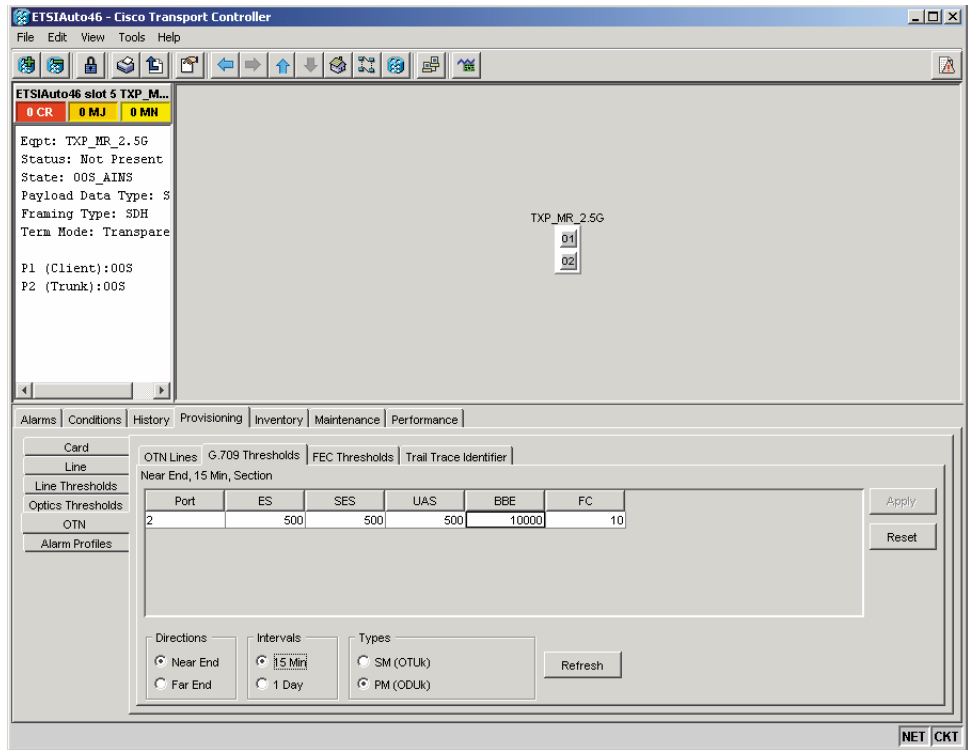 ETSIAuto46 - Cisco Transport Controller
File Edit View Tools Help
ETSIAuto46 slot 5 TXP_M...
0 CR 0 MJ 0 MN
Eqpt: TXP_MR_2.5G
Status: Not Present
State: OOS_AINS
Payload Data Type: S
Framing Type: SDH
Term Mode: Transpare
P1 (Client):OOS
P2 (Trunk):OOS
TXP_MR_2.5G
01
02
Alarms Conditions History Provisioning Inventory Maintenance Performance
Card
Line
Line Thresholds
Optics Thresholds
OTN
Alarm Profiles
OTN Lines G.709 Thresholds FEC Thresholds Trail Trace Identifier
Near End, 15 Min, Section
Port ES SES UAS BBE FC
2 500 500 500 10000 10
Apply
Reset
Directions Intervals Types
Near End 15 Min SM (OTUk)
Far End 1 Day PM (ODUk)
Refresh
NET CKT